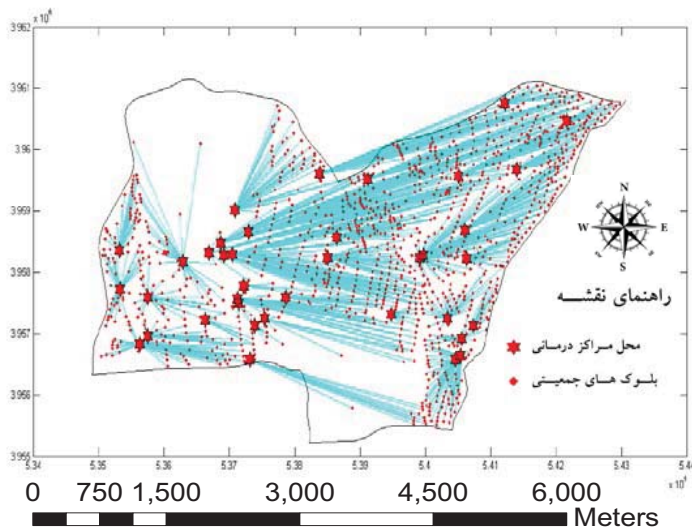 x 10⁶
3.962
3.961
3.96
3.959
3.958
3.957
3.956
3.955
5.34 5.35 5.36 5.37 5.38 5.39 5.4 5.41 5.42 5.43 5.44
x 10⁵
N
W E
S
راهنمای نقشه
محل مراکز درمانی
بلوک های جمعیتی
0 750 1,500 3,000 4,500 6,000
Meters